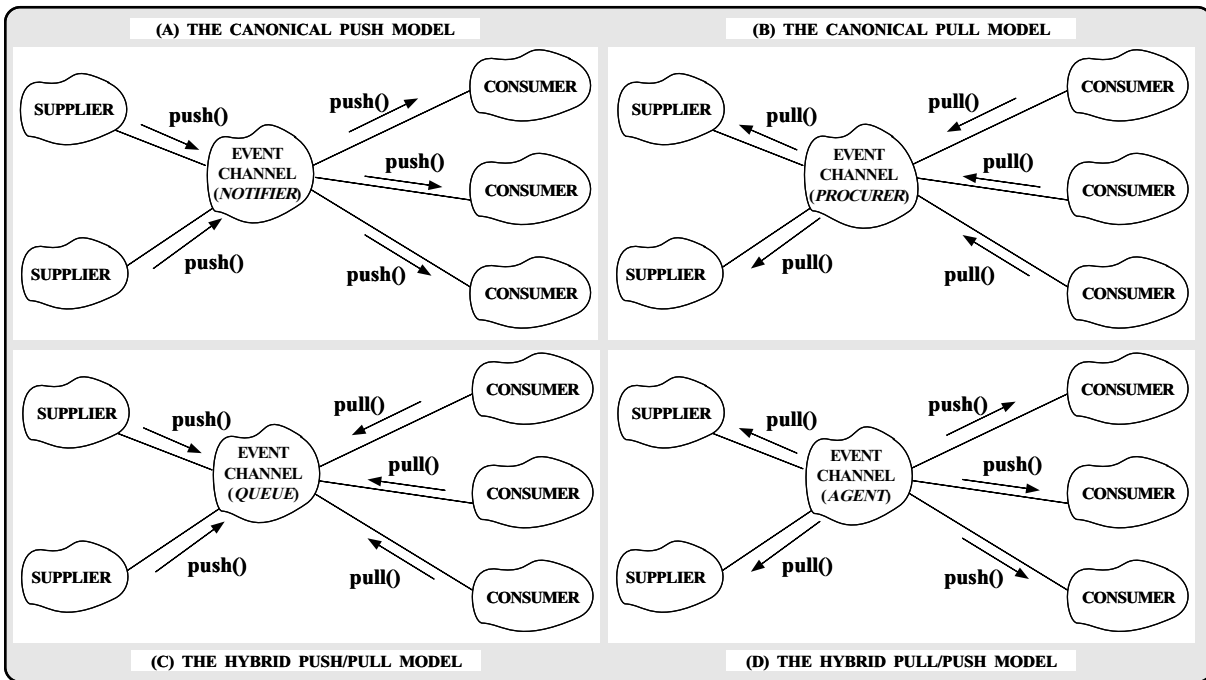 (A) THE CANONICAL PUSH MODEL
SUPPLIER
push()
EVENT
CHANNEL
(NOTIFIER)
SUPPLIER
push()
push()
CONSUMER
push()
CONSUMER
push()
CONSUMER
(B) THE CANONICAL PULL MODEL
SUPPLIER
pull()
EVENT
CHANNEL
(PROCURER)
SUPPLIER
pull()
pull()
CONSUMER
pull()
CONSUMER
pull()
CONSUMER
SUPPLIER
push()
EVENT
CHANNEL
(QUEUE)
SUPPLIER
push()
pull()
CONSUMER
pull()
CONSUMER
pull()
CONSUMER
(C) THE HYBRID PUSH/PULL MODEL
SUPPLIER
pull()
EVENT
CHANNEL
(AGENT)
SUPPLIER
pull()
push()
CONSUMER
push()
CONSUMER
push()
CONSUMER
(D) THE HYBRID PULL/PUSH MODEL